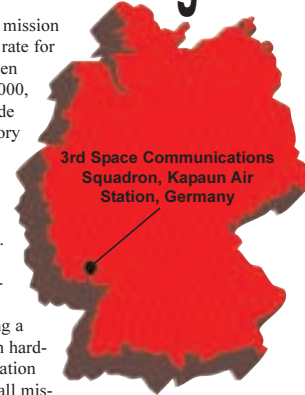 g
mission
rate for
en
000,
de
ory
.
-
g a
n hard-
ation
all mis-
3rd Space Communications
Squadron, Kapaun Air
Station, Germany